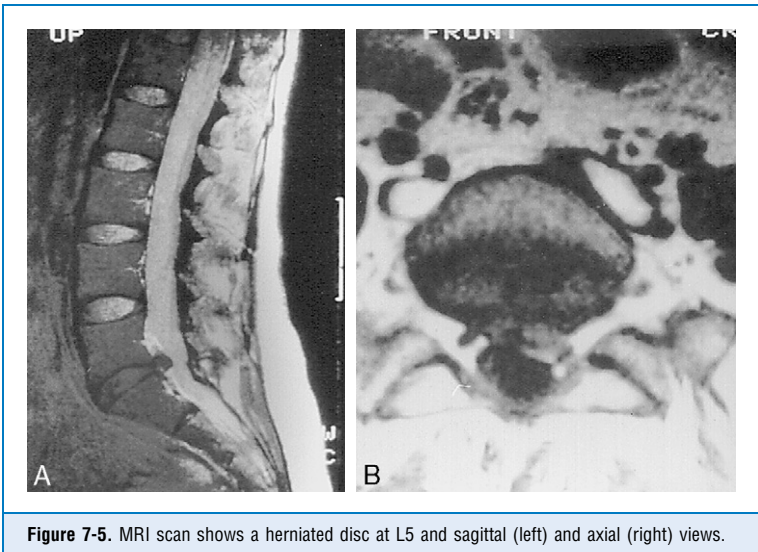 UP
FRONT
A
W
C
B
Figure 7-5. MRI scan shows a herniated disc at L5 and sagittal (left) and axial (right) views.